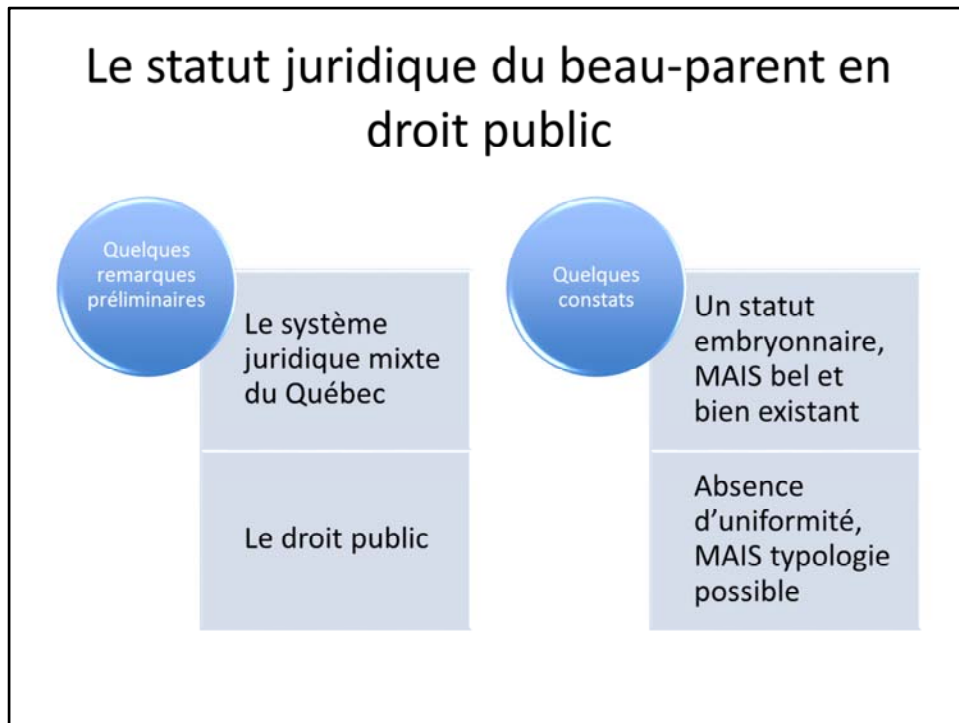 Le statut juridique du beau-parent en
droit public
Quelques
remarques
préliminaires
Le système
juridique mixte
du Québec
Le droit public
Quelques
constats
Un statut
embryonnaire,
MAIS bel et
bien existant
Absence
d'uniformité,
MAIS typologie
possible